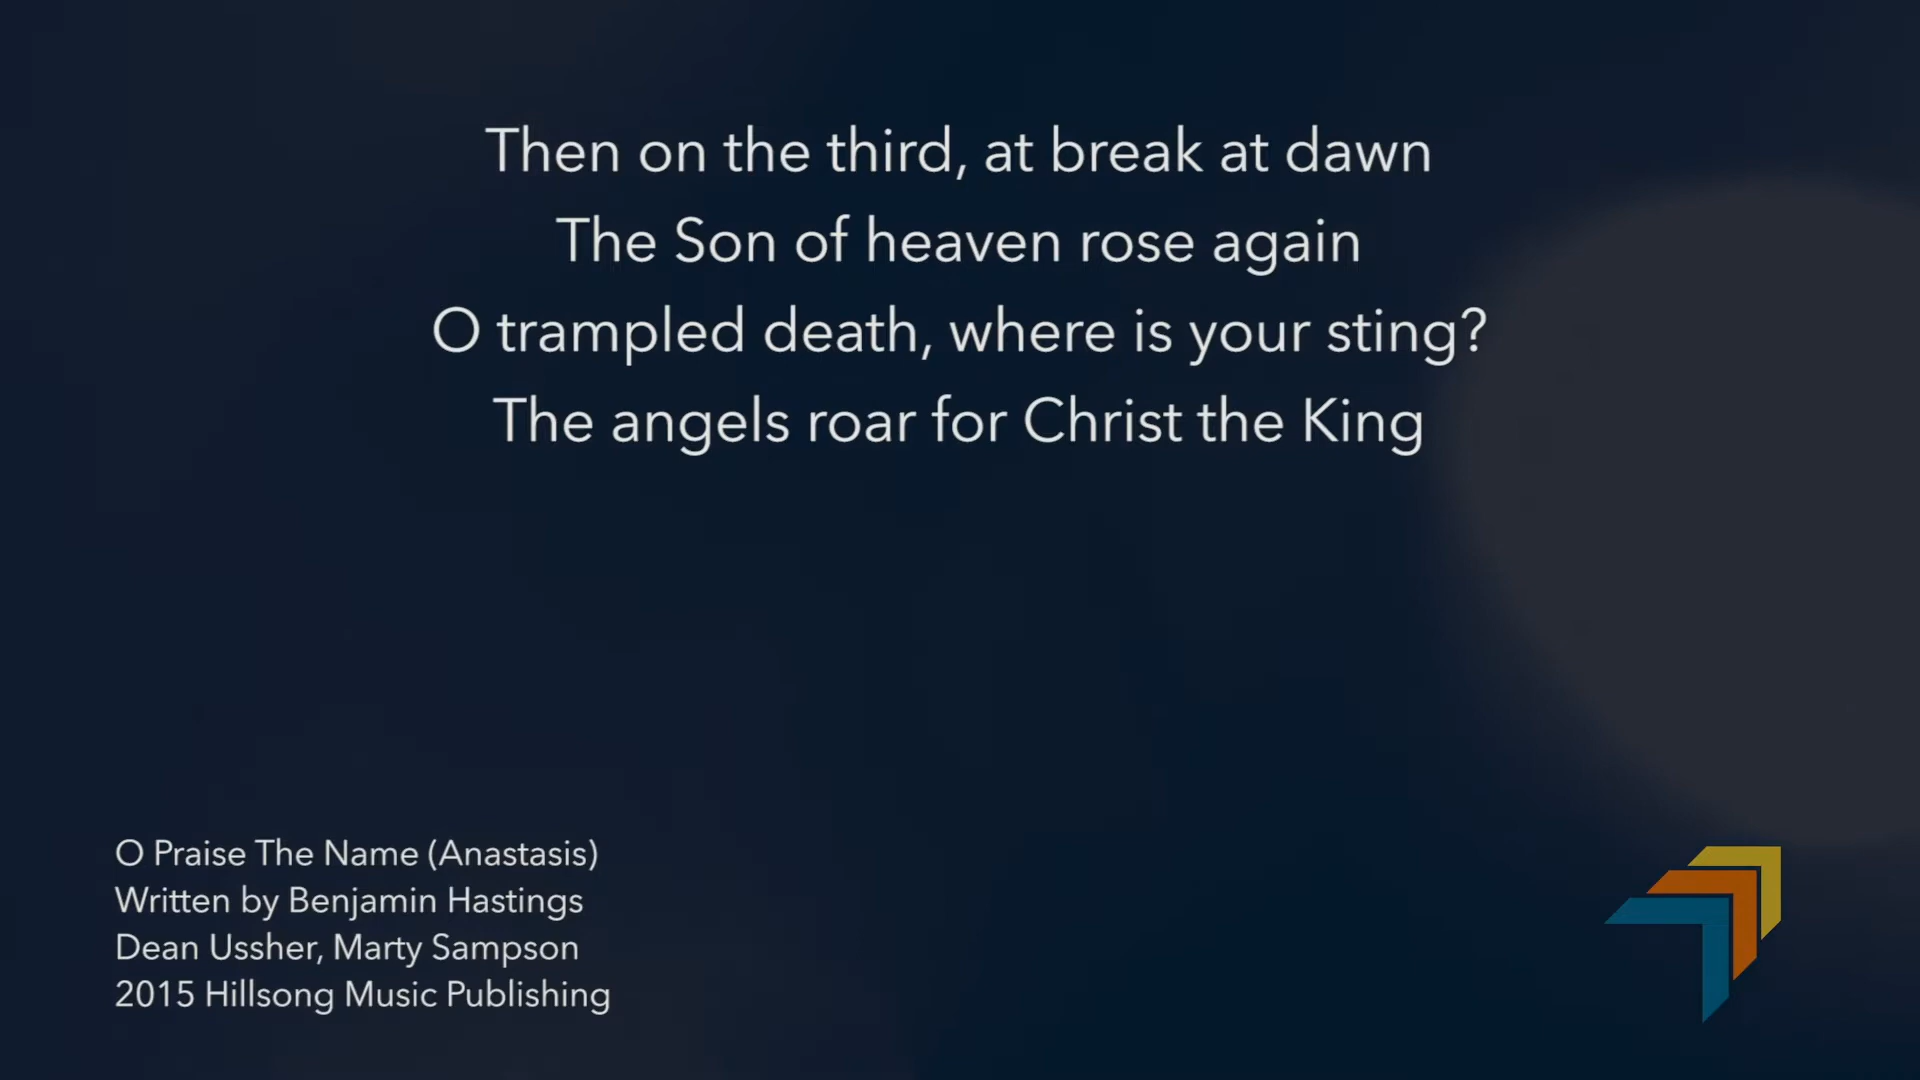 Then on the third, at break at dawn
The Son of heaven rose again
O trampled death, where is your sting?
The angels roar for Christ the King
O Praise The Name (Anastasis)
Written by Benjamin Hastings
Dean Ussher, Marty Sampson
2015 Hillsong Music Publishing